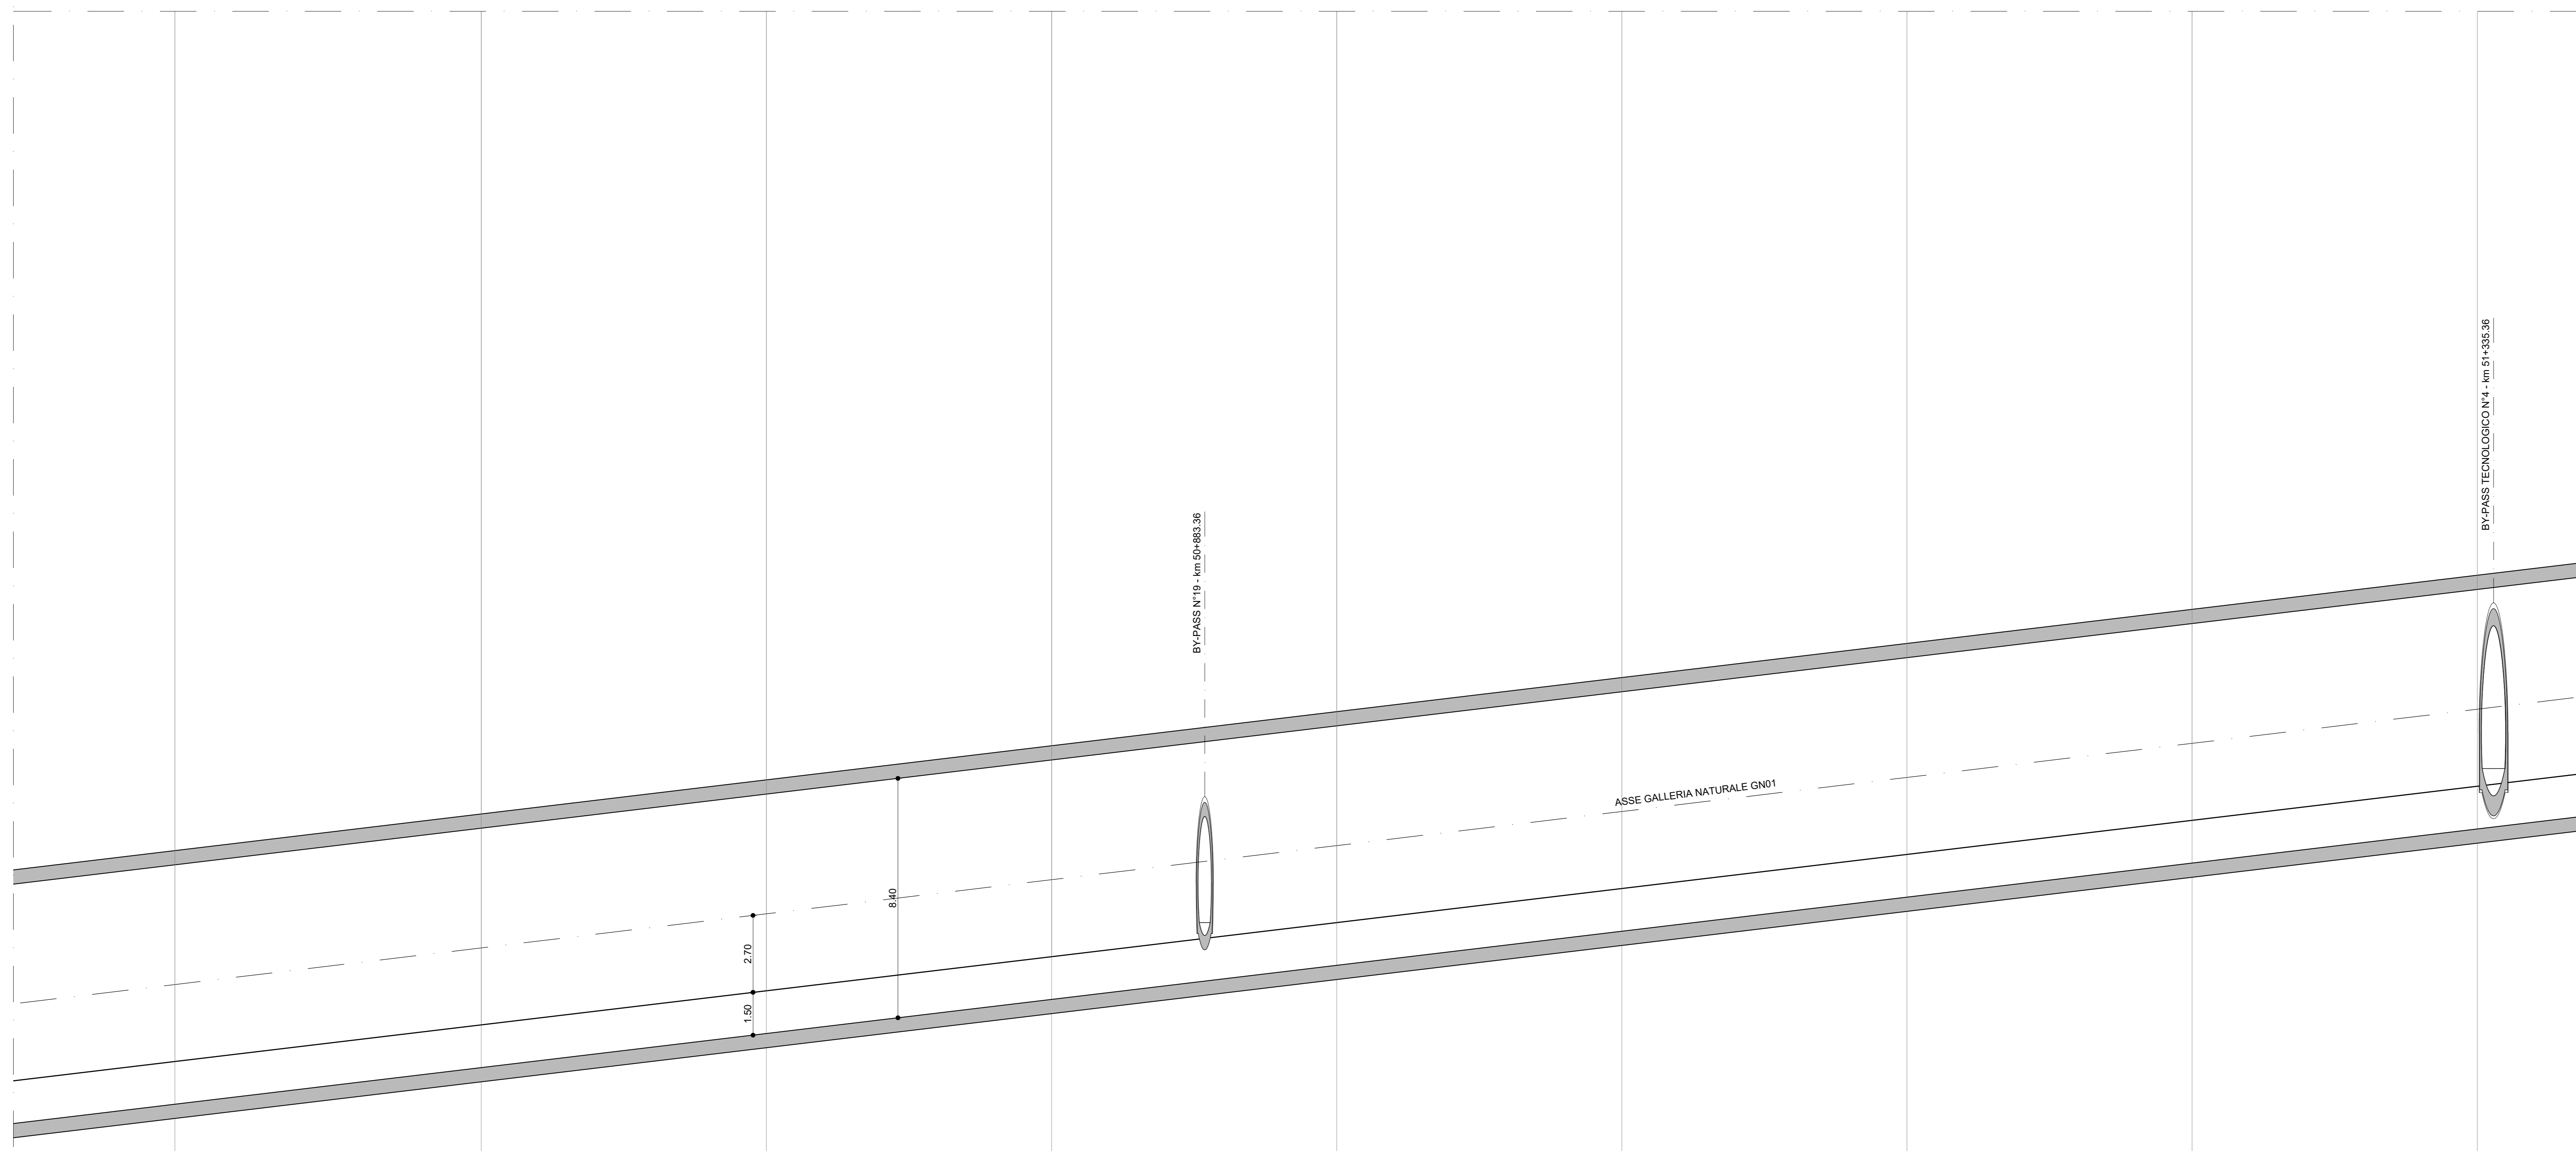 BY-PASS TECNOLOGICO N°4 - km 51+335.36
BY-PASS N°19 - km 50+883.36
ASSE GALLERIA NATURALE GN01
8.40
2.70
1.50